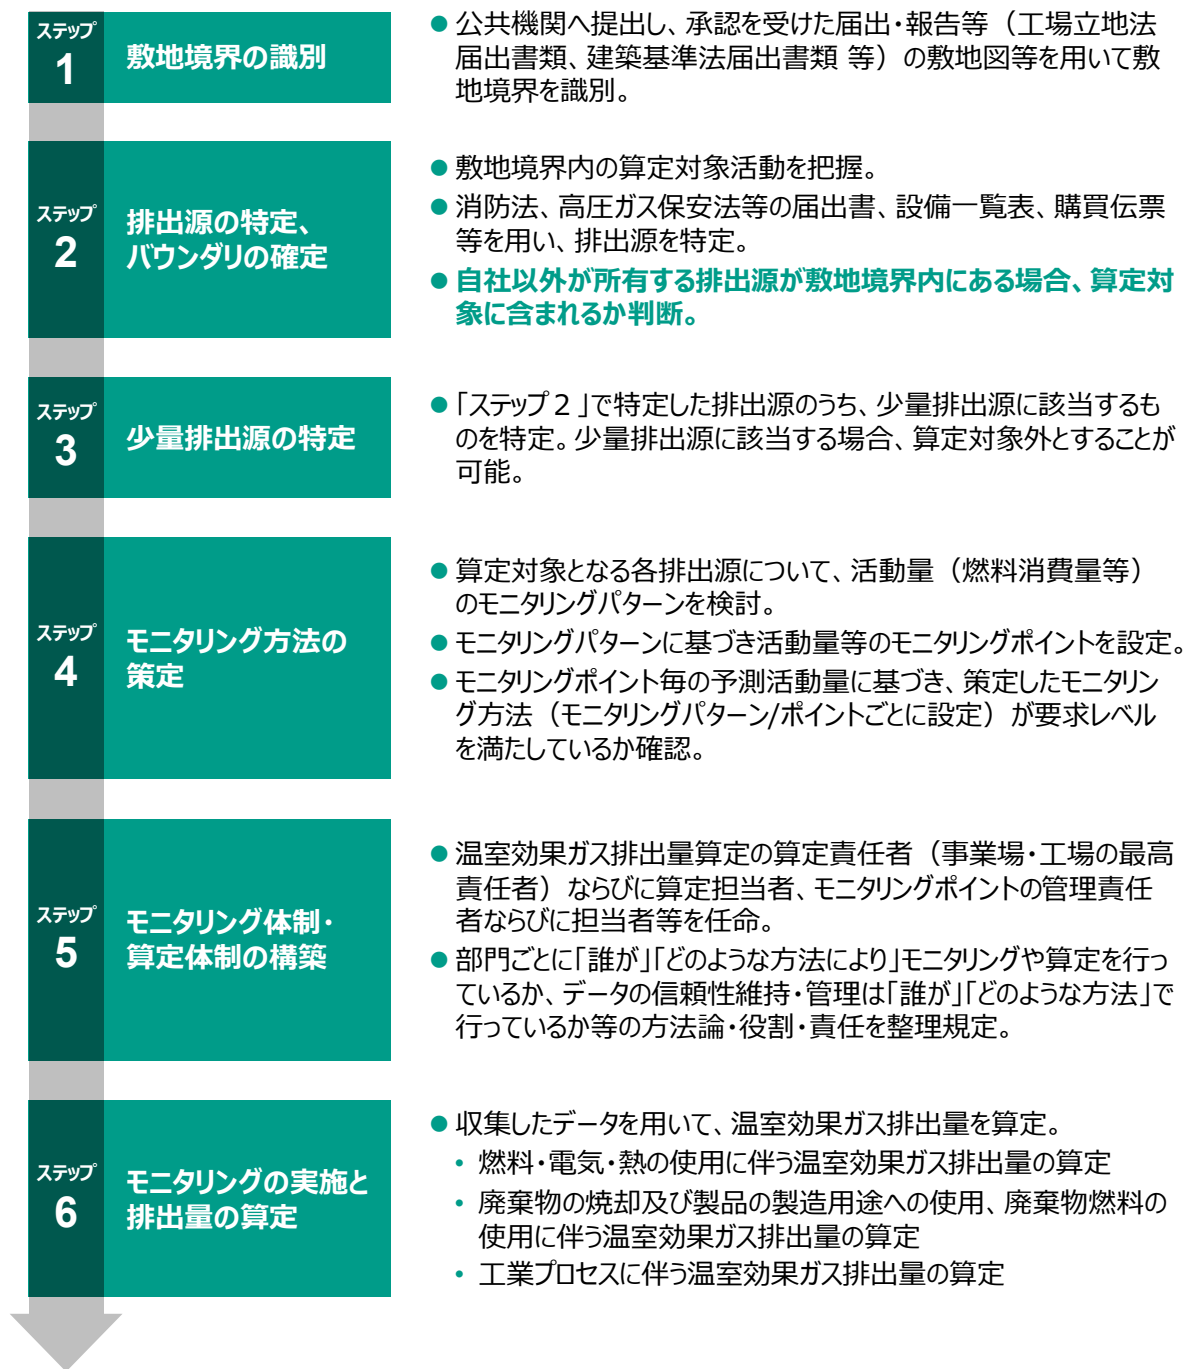 ステップ
1
敷地境界の識別
●公共機関へ提出し、承認を受けた届出・報告等（工場立地法
届出書類、建築基準法届出書類 等）の敷地図等を用いて敷
地境界を識別。
ステップ
2
排出源の特定、
バウンダリの確定
●敷地境界内の算定対象活動を把握。
●消防法、高圧ガス保安法等の届出書、設備一覧表、購買伝票
等を用い、排出源を特定。
●自社以外が所有する排出源が敷地境界内にある場合、算定対
象に含まれるか判断。
ステップ
3
少量排出源の特定
●「ステップ２」で特定した排出源のうち、少量排出源に該当するも
のを特定。少量排出源に該当する場合、算定対象外とすることが
可能。
ステップ
4
モニタリング方法の
策定
●算定対象となる各排出源について、活動量（燃料消費量等）
のモニタリングパターンを検討。
●モニタリングパターンに基づき活動量等のモニタリングポイントを設定。
●モニタリングポイント毎の予測活動量に基づき、策定したモニタリン
グ方法（モニタリングパターン/ポイントごとに設定）が要求レベル
を満たしているか確認。
ステップ
5
モニタリング体制・
算定体制の構築
●温室効果ガス排出量算定の算定責任者（事業場・工場の最高
責任者）ならびに算定担当者、モニタリングポイントの管理責任
者ならびに担当者等を任命。
●部門ごとに「誰が」「どのような方法により」モニタリングや算定を行っ
ているか、データの信頼性維持・管理は「誰が」「どのような方法」で
行っているか等の方法論・役割・責任を整理規定。
ステップ
6
モニタリングの実施と
排出量の算定
●収集したデータを用いて、温室効果ガス排出量を算定。
• 燃料・電気・熱の使用に伴う温室効果ガス排出量の算定
• 廃棄物の焼却及び製品の製造用途への使用、廃棄物燃料の
使用に伴う温室効果ガス排出量の算定
• 工業プロセスに伴う温室効果ガス排出量の算定